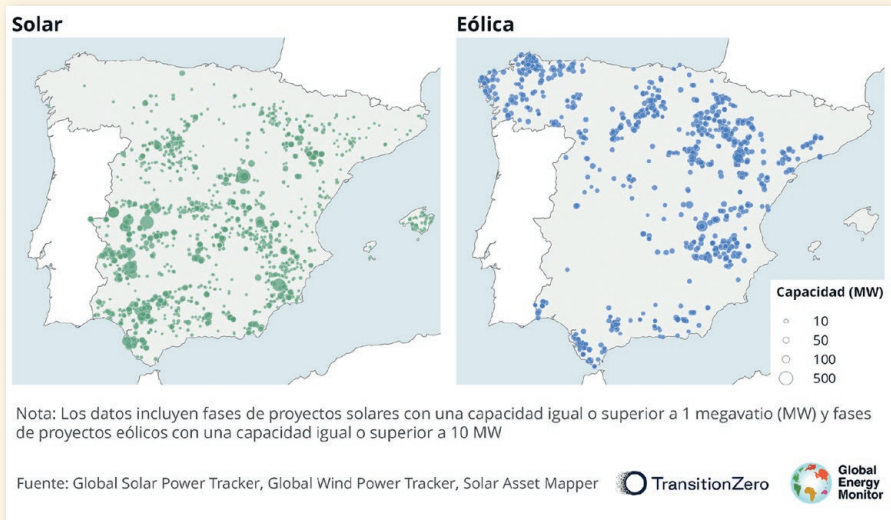 Solar
Eólica
Capacidad (MW)
10
50
100
500
Nota: Los datos incluyen fases de proyectos solares con una capacidad igual o superior a 1 megavatio (MW) y fases
de proyectos eólicos con una capacidad igual o superior a 10 MW
Fuente: Global Solar Power Tracker, Global Wind Power Tracker, Solar Asset Mapper
TransitionZero
Global
Energy
Monitor